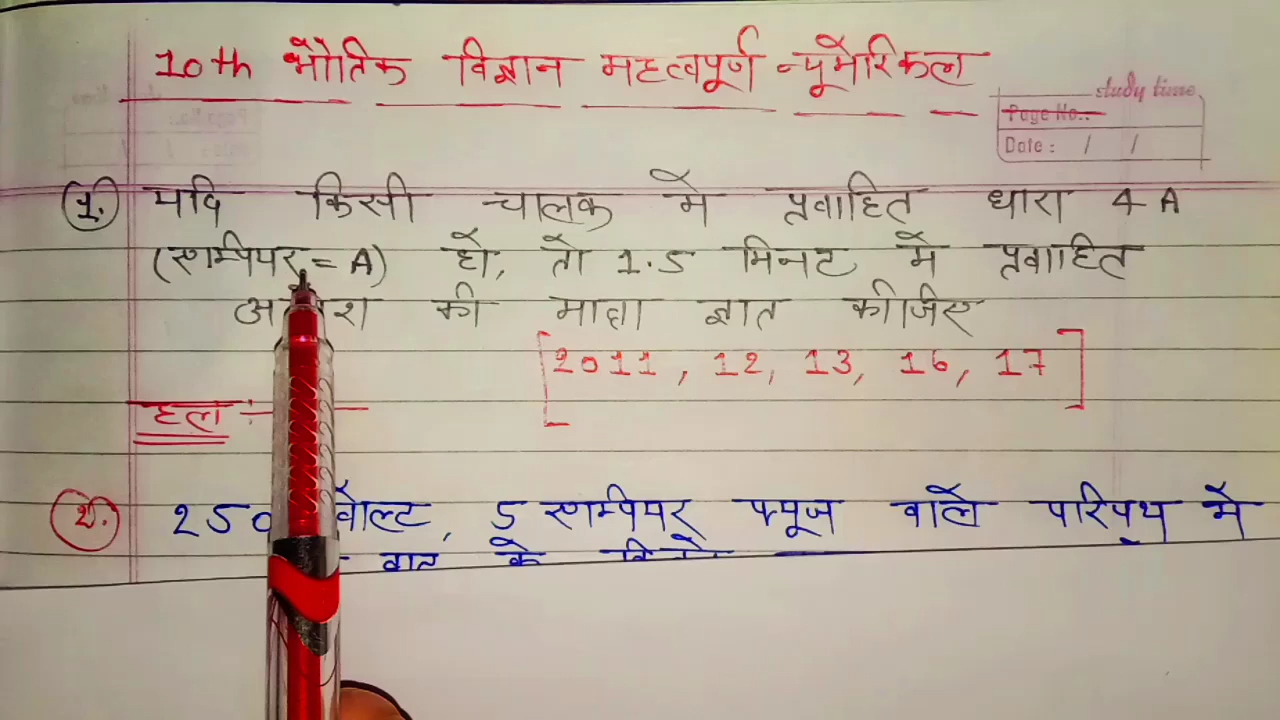 10th भौतिक विज्ञान महत्वपूर्ण न्यूमेरिकल
study time
Page No..
Date : / /
1. यदि किसी चालक मे प्रवाहित धारा 4 A
(एम्पियर = A) हो, तो 1.5 मिनट मे प्रवाहित
की मात्रा ज्ञात कीजिए
[2011, 12, 13, 16, 17]
हल :-
2. 250 वोल्ट, 5 एम्पियर फ्यूज वाले परिपथ मे
के